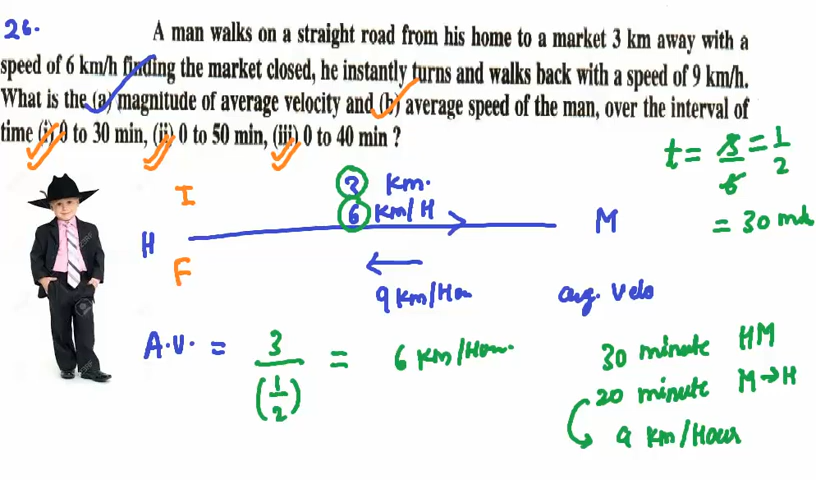 26.
A man walks on a straight road from his home to a market 3 km away with a
speed of 6 km/h finding the market closed, he instantly turns and walks back with a speed of 9 km/h.
What is the (a) magnitude of average velocity and (b) average speed of the man, over the interval of
time (i) 0 to 30 min, (ii) 0 to 50 min, (iii) 0 to 40 min ?
t = 3/6 = 1/2
= 30 min
I
3 km.
6 km/H
H
M
F
9 km/Hou
avg. velo
A.V. = 3/(1/2) = 6 km/Hour.
30 minute HM
20 minute M→H
9 km/Hour